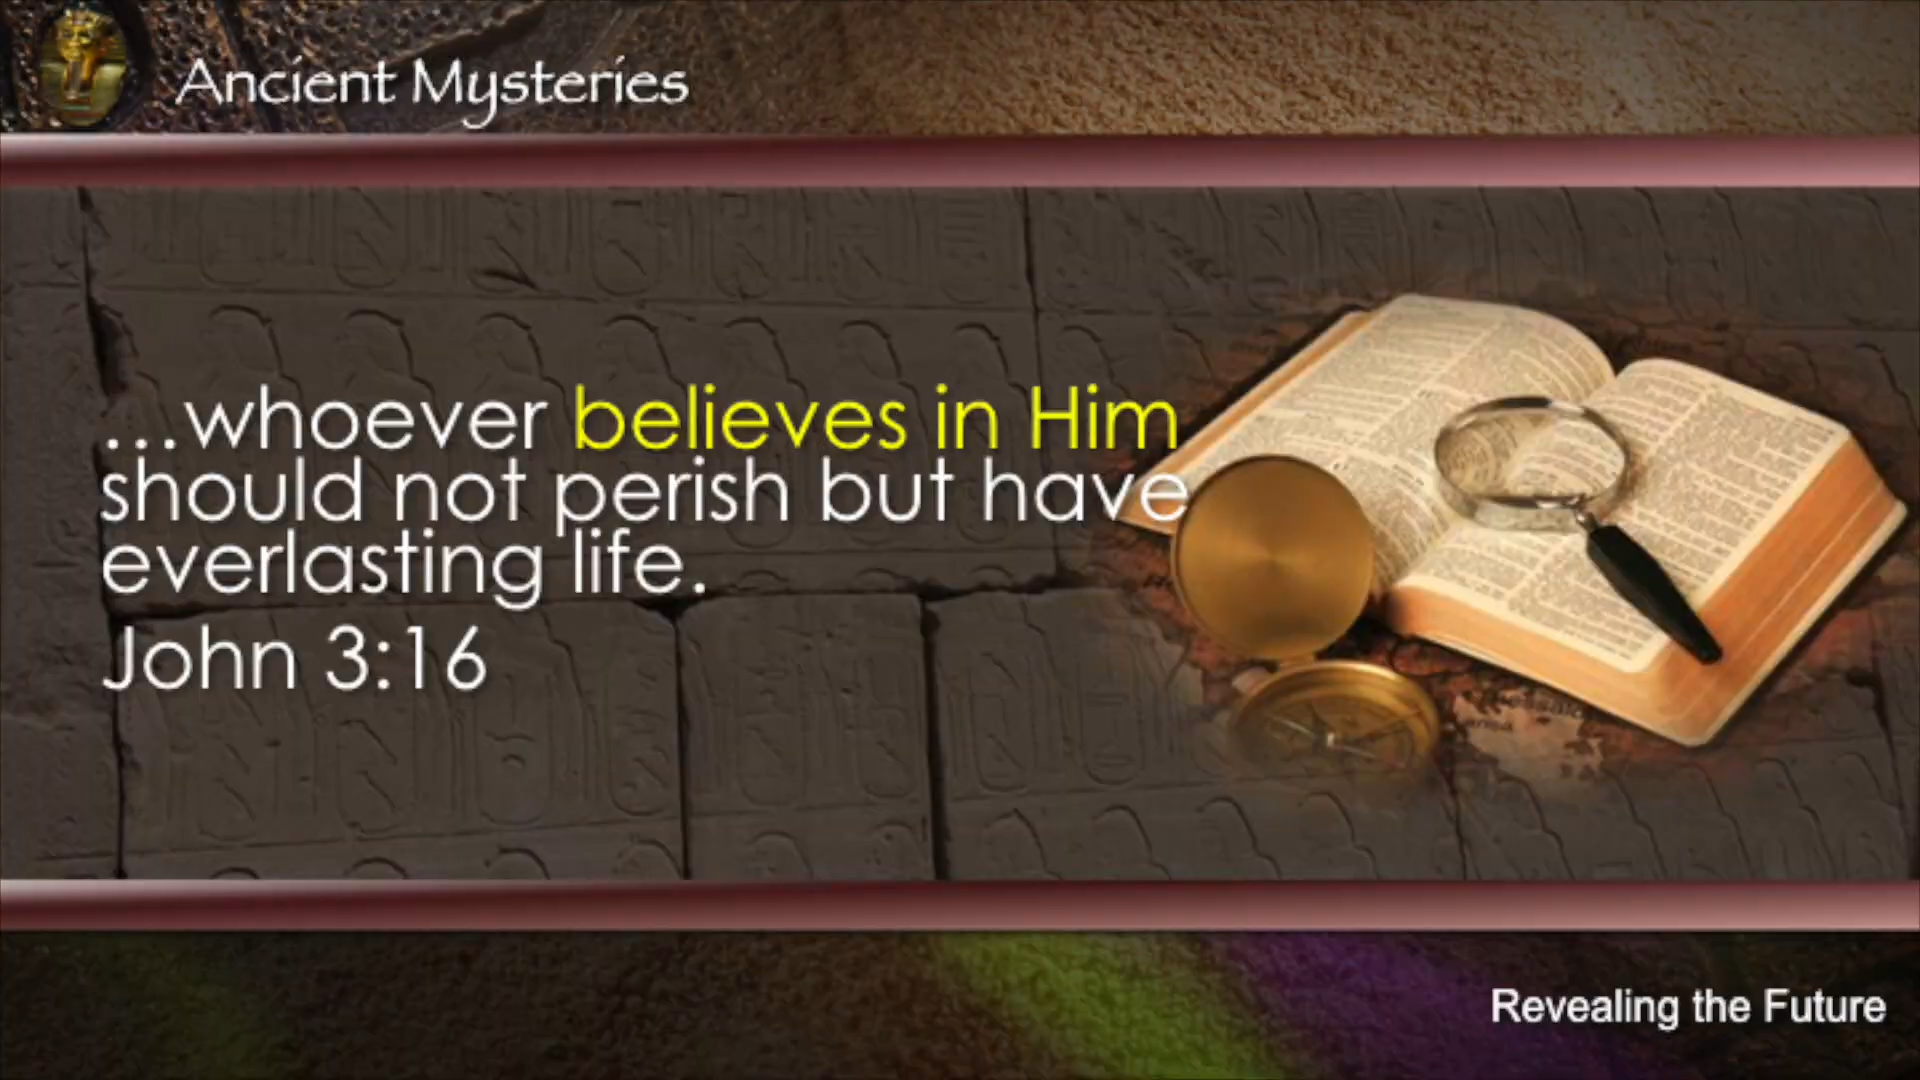 Ancient Mysteries
...whoever believes in Him
should not perish but have
everlasting life.
John 3:16
Revealing the Future